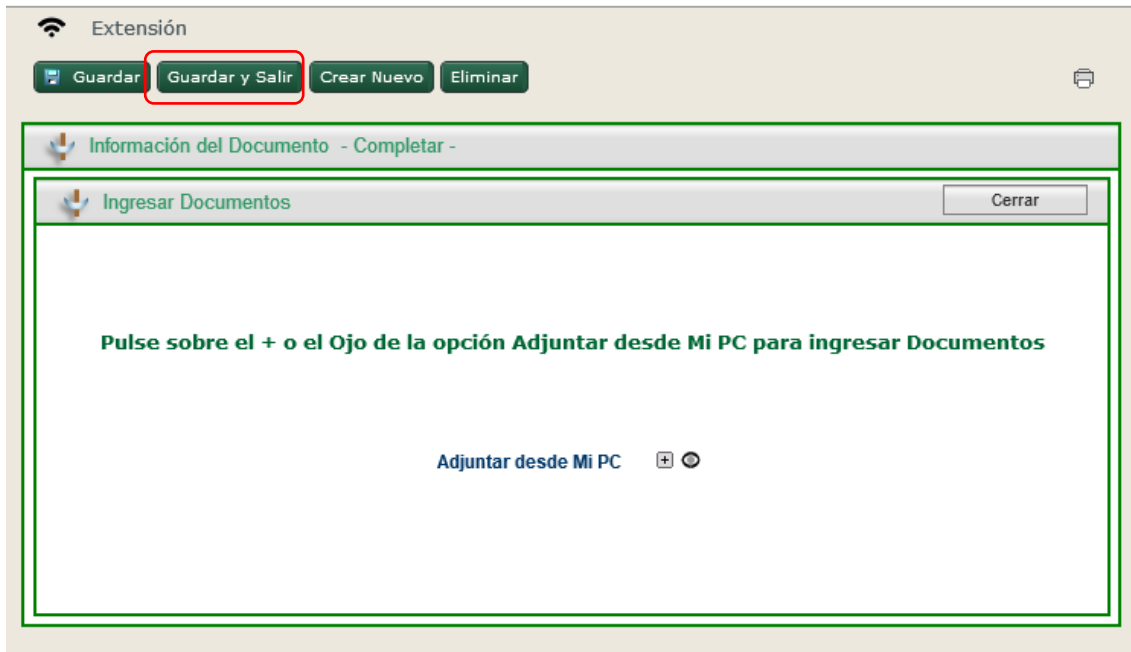 Extensión
Guardar Guardar y Salir Crear Nuevo Eliminar
Información del Documento - Completar -
Ingresar Documentos Cerrar
Pulse sobre el + o el Ojo de la opción Adjuntar desde Mi PC para ingresar Documentos
Adjuntar desde Mi PC